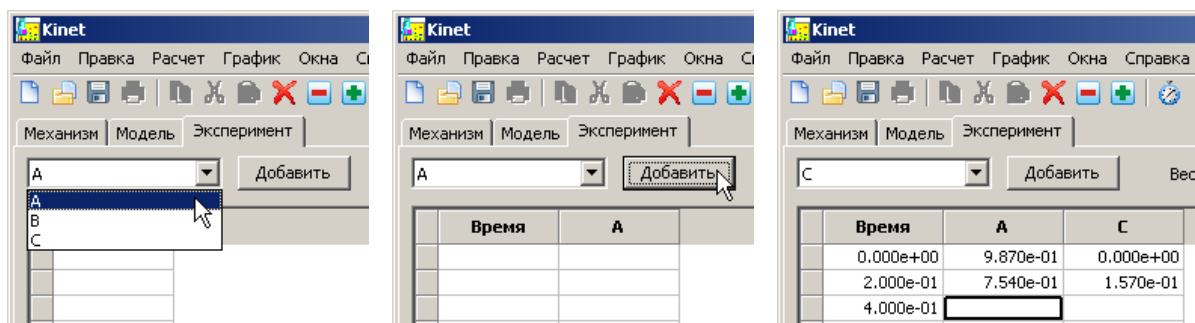 Kinet
Файл Правка Расчет График Окна С
Механизм Модель Эксперимент
A Добавить
A
B
C
Kinet
Файл Правка Расчет График Окна С
Механизм Модель Эксперимент
A Добавить
Время A
Kinet
Файл Правка Расчет График Окна Справка
Механизм Модель Эксперимент
C Добавить Вес
Время A C
0.000e+00 9.870e-01 0.000e+00
2.000e-01 7.540e-01 1.570e-01
4.000e-01